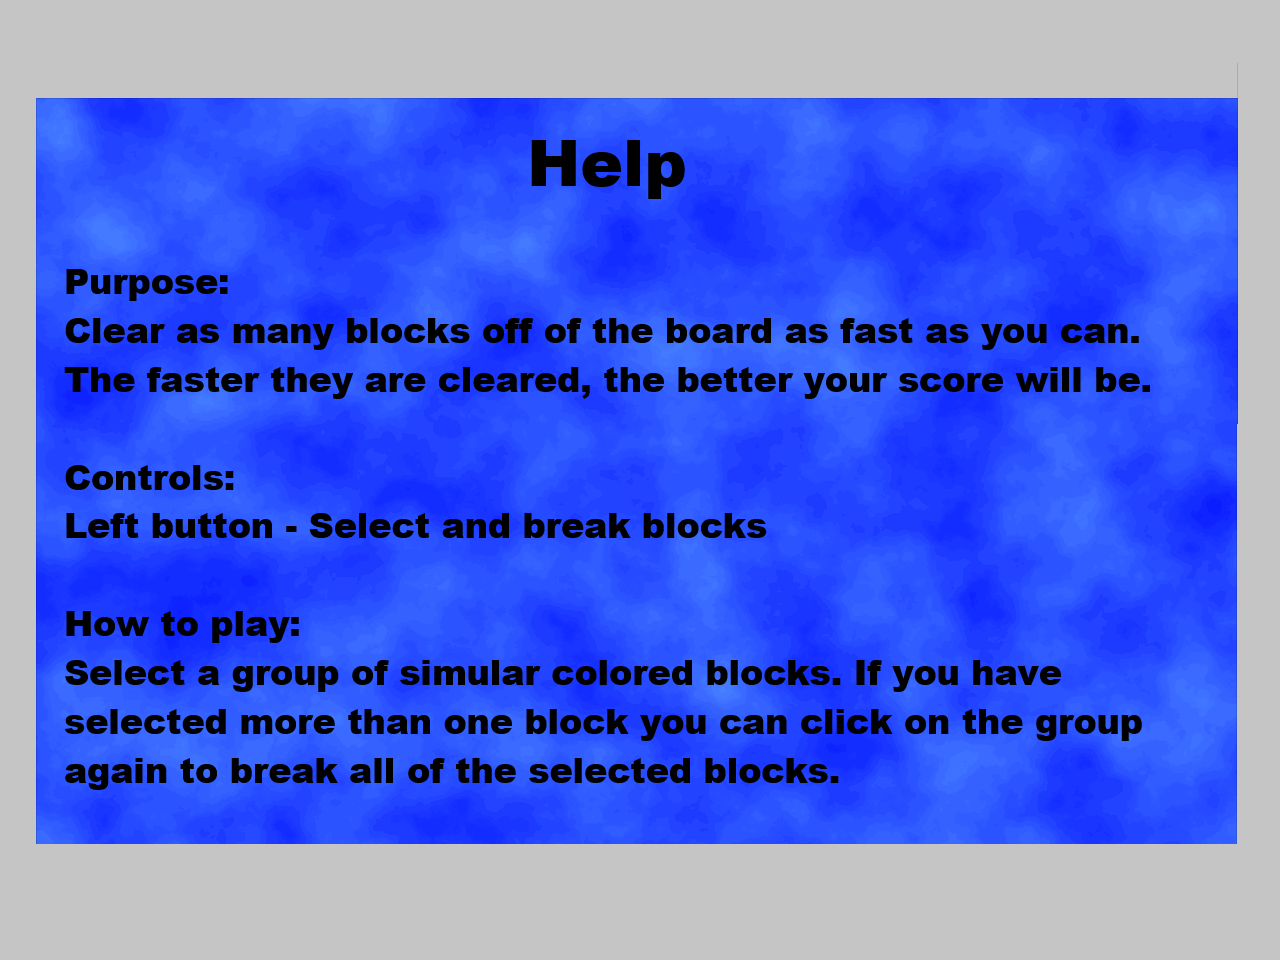 Help
Purpose:
Clear as many blocks off of the board as fast as you can.
The faster they are cleared, the better your score will be.
Controls:
Left button - Select and break blocks
How to play:
Select a group of simular colored blocks. If you have
selected more than one block you can click on the group
again to break all of the selected blocks.